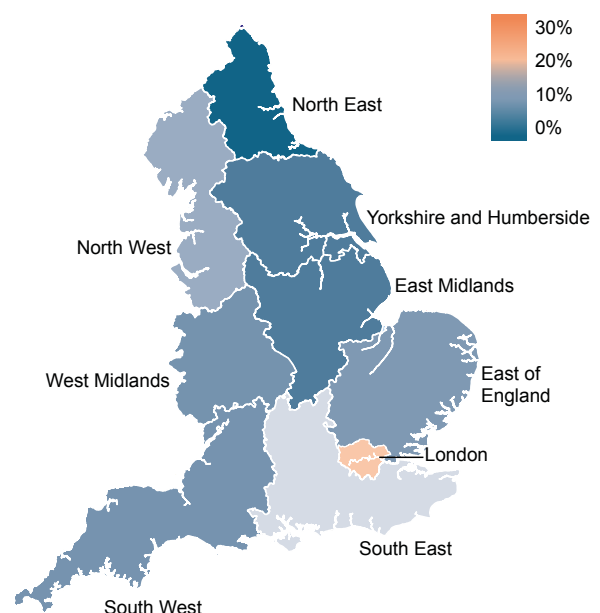 30%
20%
10%
0%
North East
Yorkshire and Humberside
North West
East Midlands
West Midlands
East of
England
London
South East
South West